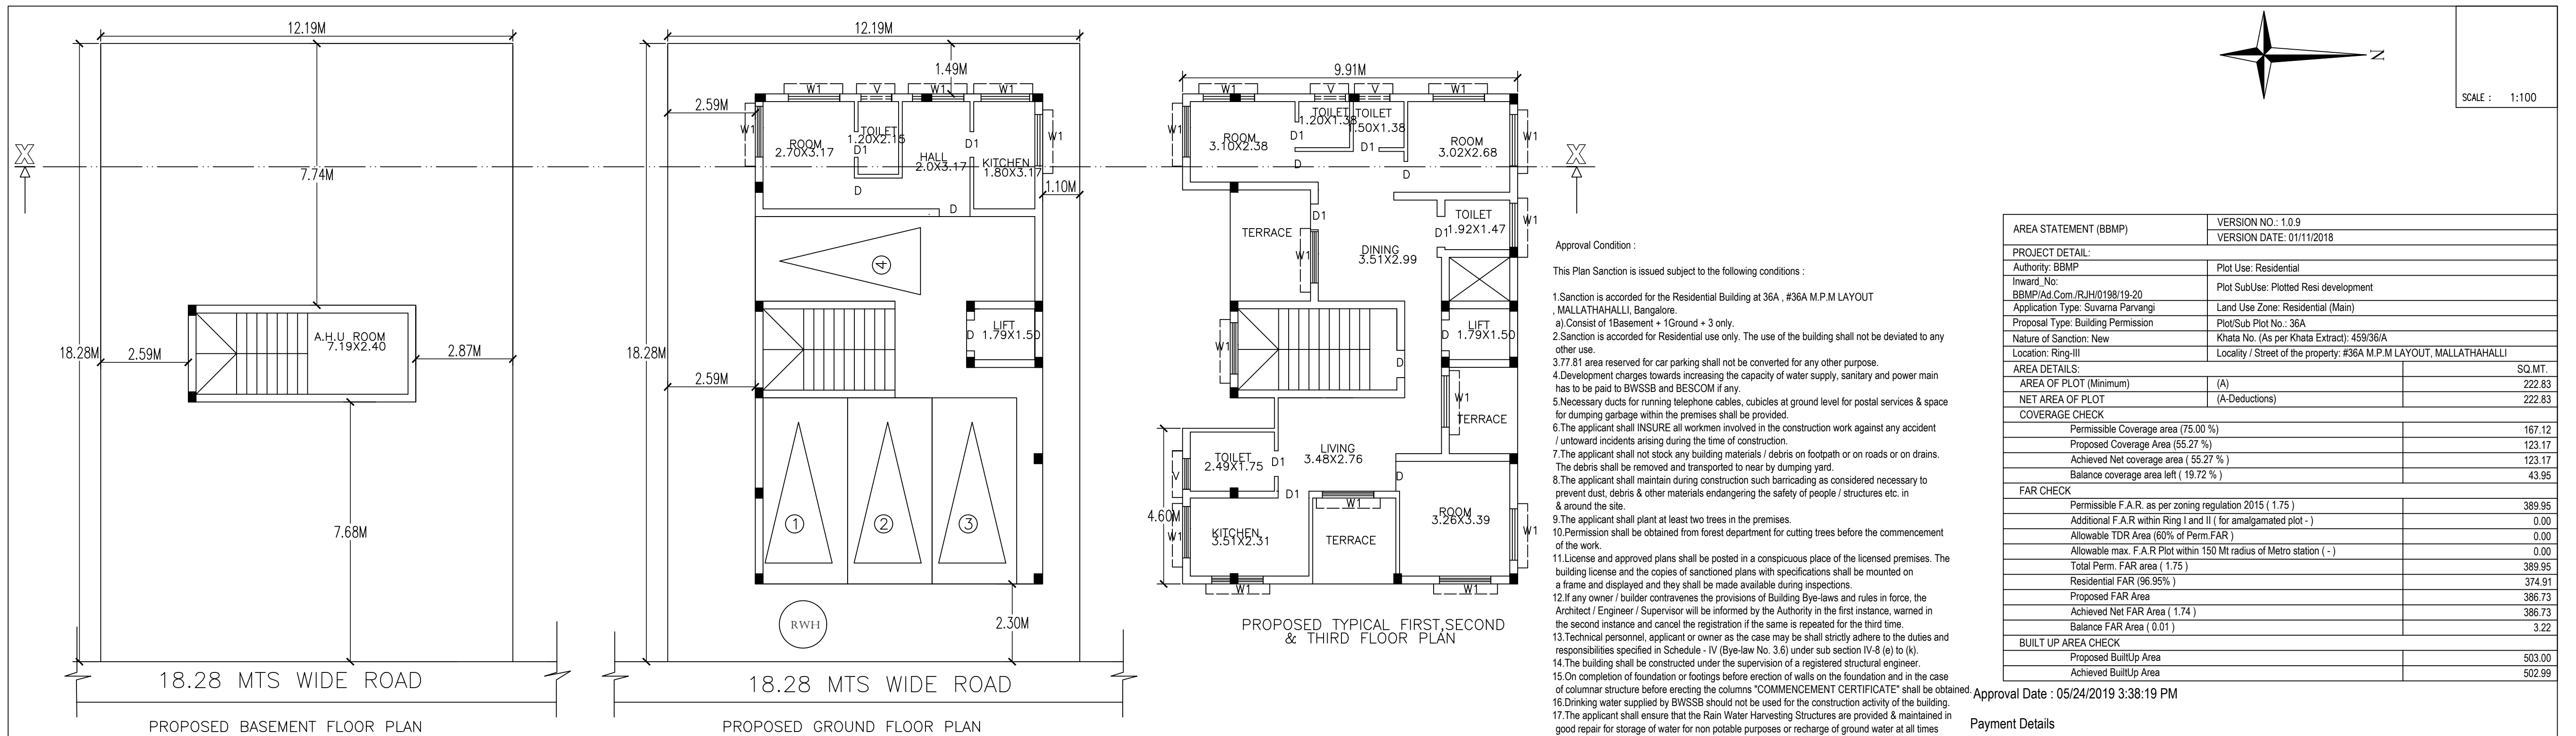 12.19M
7.74M
18.28M
2.59M
A.H.U ROOM
7.19X2.40
2.87M
7.68M
18.28 MTS WIDE ROAD
PROPOSED BASEMENT FLOOR PLAN
X
12.19M
1.49M
2.59M
W1
V
W1
W1
W1
W1
ROOM
2.70X3.17
TOILET
1.20X2.15
D1
HALL
2.0X3.17
D1
KITCHEN
1.80X3.17
1.10M
D
D
4
18.28M
LIFT
1.79X1.50
D
2.59M
1
2
3
RWH
2.30M
18.28 MTS WIDE ROAD
PROPOSED GROUND FLOOR PLAN
9.91M
W1
V
V
W1
W1
W1
ROOM
3.10X2.38
TOILET
1.20X1.38
TOILET
1.50X1.38
D1
D1
D
D
ROOM
3.02X2.68
X
TERRACE
D1
W1
DINING
3.51X2.99
TOILET
1.92X1.47
D1
W1
W1
D
LIFT
1.79X1.50
D
W1
TERRACE
LIVING
3.48X2.76
TOILET
2.49X1.75
D1
V
D1
D
W1
4.60M
W1
KITCHEN
3.51X2.31
TERRACE
ROOM
3.26X3.39
W1
W1
W1
PROPOSED TYPICAL FIRST,SECOND
& THIRD FLOOR PLAN
Approval Condition :
This Plan Sanction is issued subject to the following conditions :
1.Sanction is accorded for the Residential Building at 36A , #36A M.P.M LAYOUT
, MALLATHAHALLI, Bangalore.
a).Consist of 1Basement + 1Ground + 3 only.
2.Sanction is accorded for Residential use only. The use of the building shall not be deviated to any
other use.
3.77.81 area reserved for car parking shall not be converted for any other purpose.
4.Development charges towards increasing the capacity of water supply, sanitary and power main
has to be paid to BWSSB and BESCOM if any.
5.Necessary ducts for running telephone cables, cubicles at ground level for postal services & space
for dumping garbage within the premises shall be provided.
6.The applicant shall INSURE all workmen involved in the construction work against any accident
/ untoward incidents arising during the time of construction.
7.The applicant shall not stock any building materials / debris on footpath or on roads or on drains.
The debris shall be removed and transported to near by dumping yard.
8.The applicant shall maintain during construction such barricading as considered necessary to
prevent dust, debris & other materials endangering the safety of people / structures etc. in
& around the site.
9.The applicant shall plant at least two trees in the premises.
10.Permission shall be obtained from forest department for cutting trees before the commencement
of the work.
11.License and approved plans shall be posted in a conspicuous place of the licensed premises. The
building license and the copies of sanctioned plans with specifications shall be mounted on
a frame and displayed and they shall be made available during inspections.
12.If any owner / builder contravenes the provisions of Building Bye-laws and rules in force, the
Architect / Engineer / Supervisor will be informed by the Authority in the first instance, warned in
the second instance and cancel the registration if the same is repeated for the third time.
13.Technical personnel, applicant or owner as the case may be shall strictly adhere to the duties and
responsibilities specified in Schedule - IV (Bye-law No. 3.6) under sub section IV-8 (e) to (k).
14.The building shall be constructed under the supervision of a registered structural engineer.
15.On completion of foundation or footings before erection of walls on the foundation and in the case
of columnar structure before erecting the columns "COMMENCEMENT CERTIFICATE" shall be obtained.
16.Drinking water supplied by BWSSB should not be used for the construction activity of the building.
17.The applicant shall ensure that the Rain Water Harvesting Structures are provided & maintained in
good repair for storage of water for non potable purposes or recharge of ground water at all times
N
SCALE : 1:100
AREA STATEMENT (BBMP)
VERSION NO.: 1.0.9
VERSION DATE: 01/11/2018
PROJECT DETAIL:
Authority: BBMP Plot Use: Residential
Inward_No:
BBMP/Ad.Com./RJH/0198/19-20 Plot SubUse: Plotted Resi development
Application Type: Suvarna Parvangi Land Use Zone: Residential (Main)
Proposal Type: Building Permission Plot/Sub Plot No.: 36A
Nature of Sanction: New Khata No. (As per Khata Extract): 459/36/A
Location: Ring-III Locality / Street of the property: #36A M.P.M LAYOUT, MALLATHAHALLI
AREA DETAILS: SQ.MT.
AREA OF PLOT (Minimum) (A) 222.83
NET AREA OF PLOT (A-Deductions) 222.83
COVERAGE CHECK
Permissible Coverage area (75.00 %) 167.12
Proposed Coverage Area (55.27 %) 123.17
Achieved Net coverage area ( 55.27 % ) 123.17
Balance coverage area left ( 19.72 % ) 43.95
FAR CHECK
Permissible F.A.R. as per zoning regulation 2015 ( 1.75 ) 389.95
Additional F.A.R within Ring I and II ( for amalgamated plot - ) 0.00
Allowable TDR Area (60% of Perm.FAR ) 0.00
Allowable max. F.A.R Plot within 150 Mt radius of Metro station ( - ) 0.00
Total Perm. FAR area ( 1.75 ) 389.95
Residential FAR (96.95% ) 374.91
Proposed FAR Area 386.73
Achieved Net FAR Area ( 1.74 ) 386.73
Balance FAR Area ( 0.01 ) 3.22
BUILT UP AREA CHECK
Proposed BuiltUp Area 503.00
Achieved BuiltUp Area 502.99
Approval Date : 05/24/2019 3:38:19 PM
Payment Details